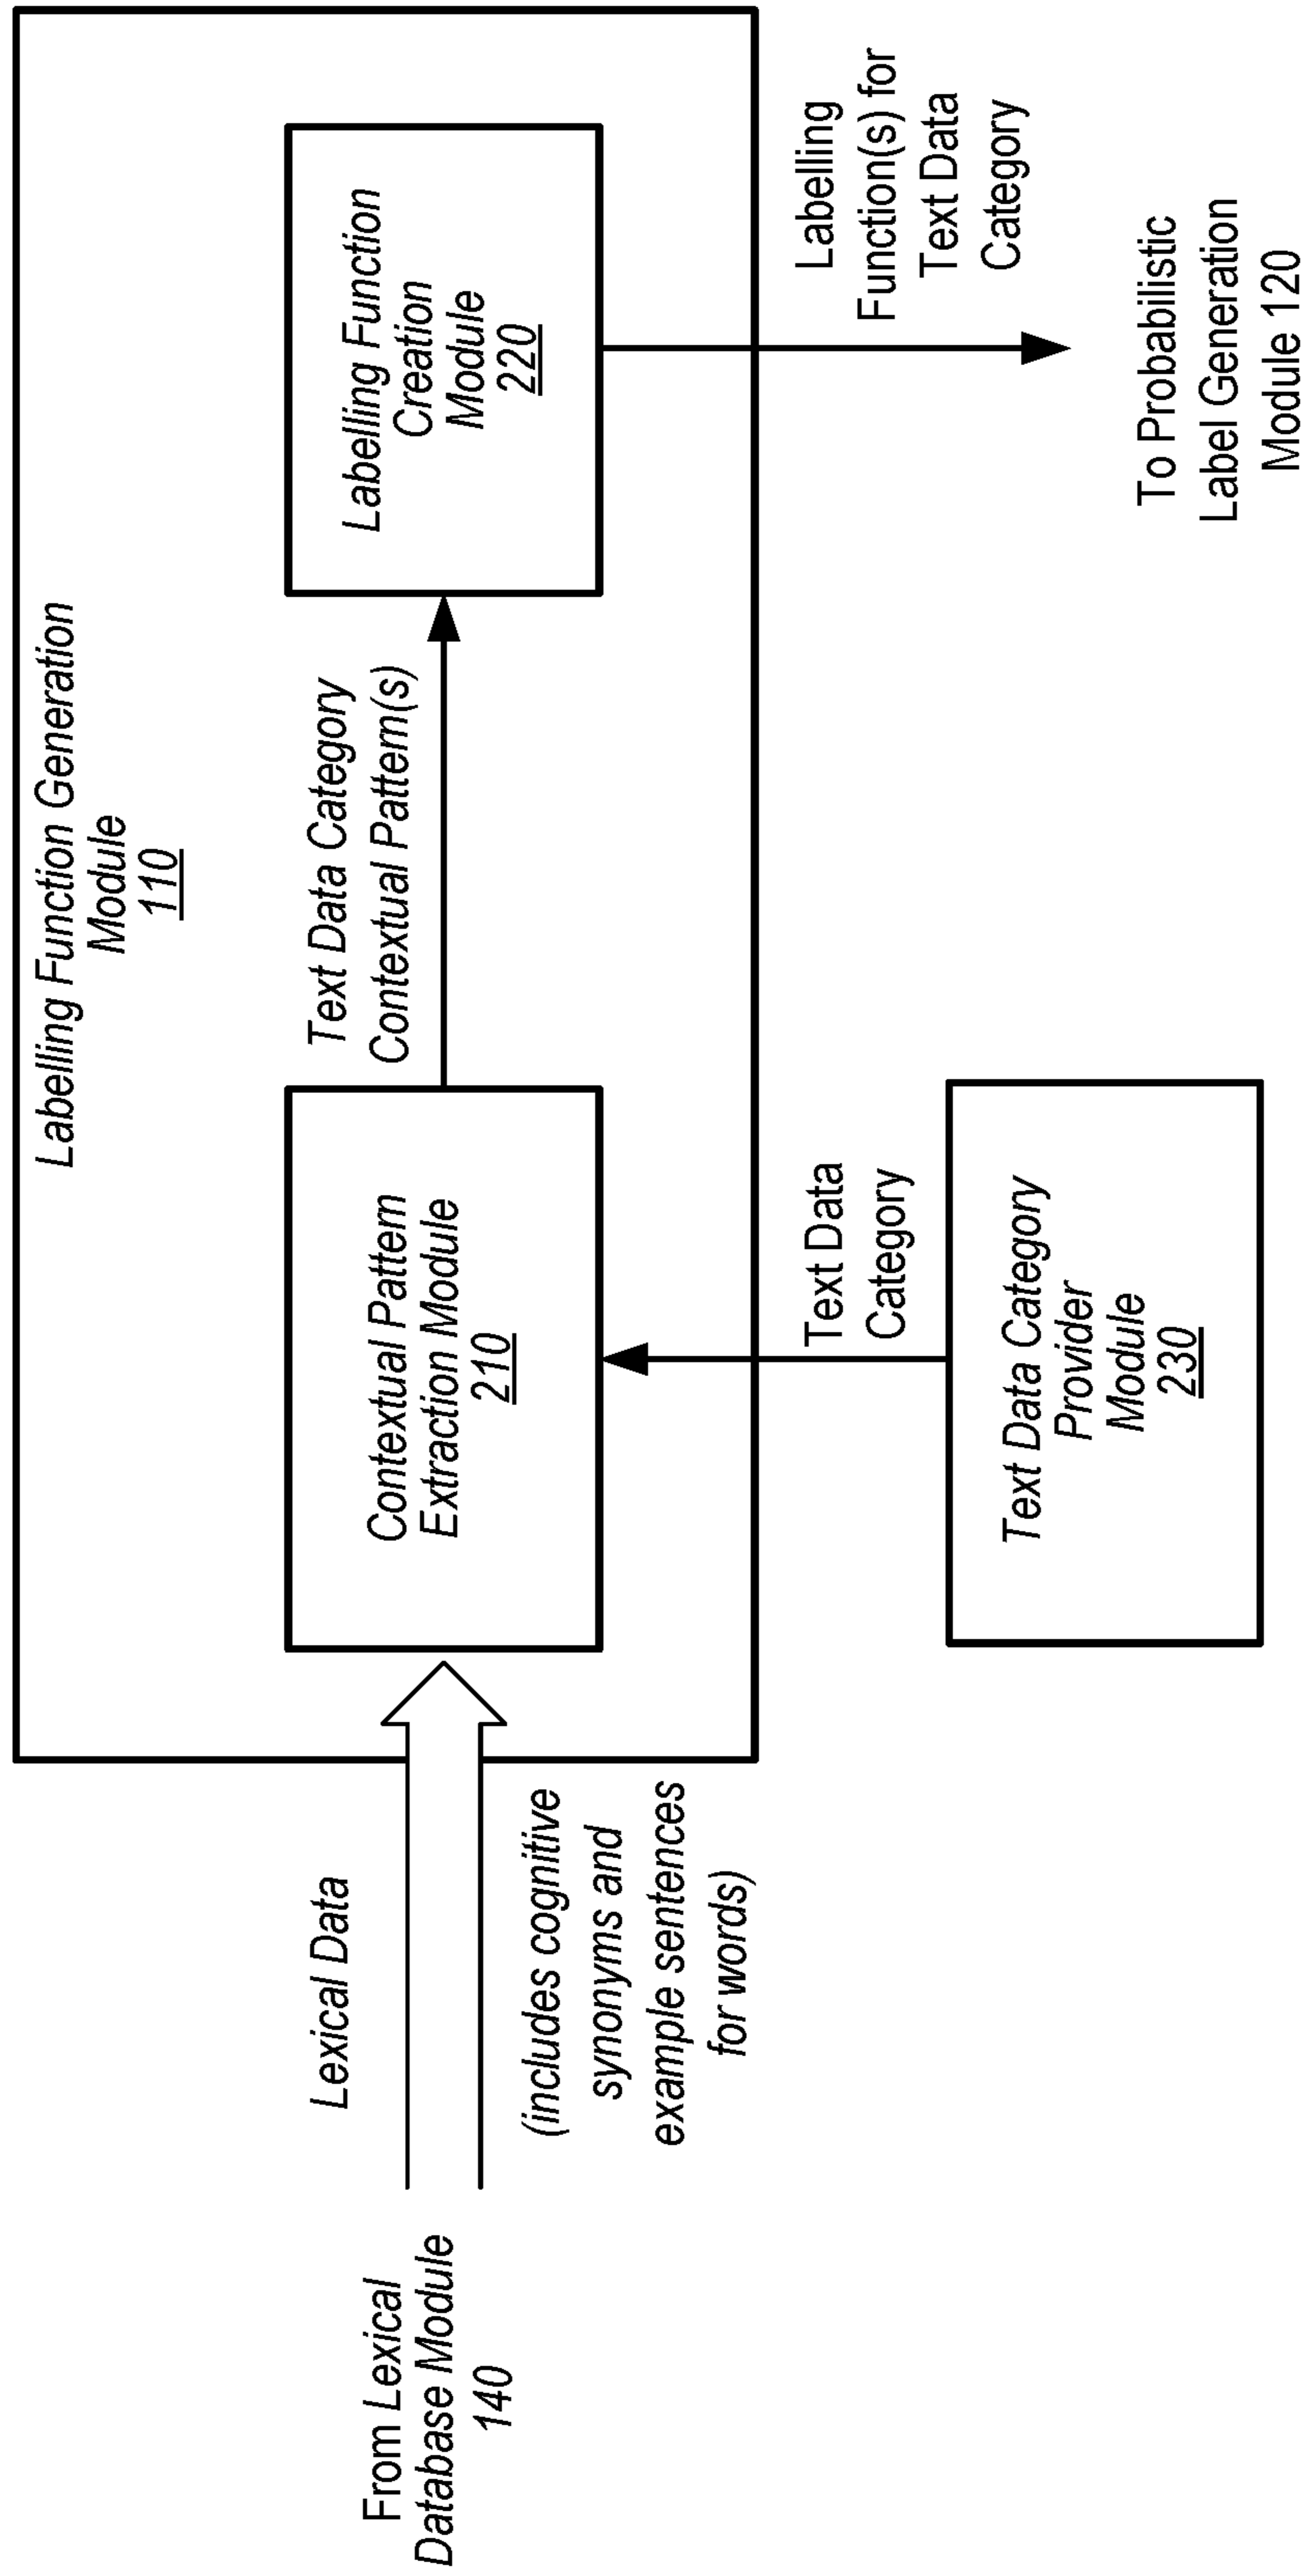 Labelling Function Generation
Module
110
From Lexical
Database Module
140
Lexical Data
(includes cognitive
synonyms and
example sentences
for words)
Contextual Pattern
Extraction Module
210
Text Data Category
Contextual Pattern(s)
Labelling Function
Creation
Module
220
Text Data
Category
Text Data Category
Provider
Module
230
Labelling
Function(s) for
Text Data
Category
To Probabilistic
Label Generation
Module 120